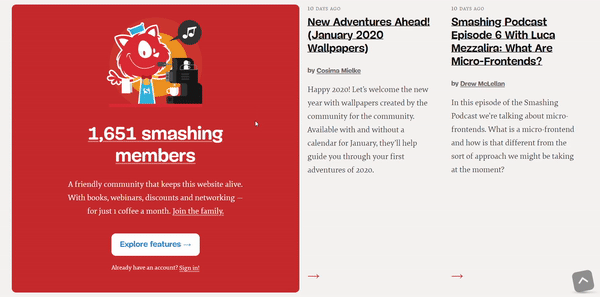 1,651 smashing
members
A friendly community that keeps this website alive.
With books, webinars, discounts and networking —
for just 1 coffee a month. Join the family.
Explore features →
Already have an account? Sign in!
10 DAYS AGO
New Adventures Ahead!
(January 2020
Wallpapers)
by Cosima Mielke
Happy 2020! Let's welcome the new
year with wallpapers created by the
community for the community.
Available with and without a
calendar for January, they'll help
guide you through your first
adventures of 2020.
→
10 DAYS AGO
Smashing Podcast
Episode 6 With Luca
Mezzalira: What Are
Micro-Frontends?
by Drew McLellan
In this episode of the Smashing
Podcast we're talking about micro-
frontends. What is a micro-frontend
and how is that different from the
sort of approach we might be taking
at the moment?
→